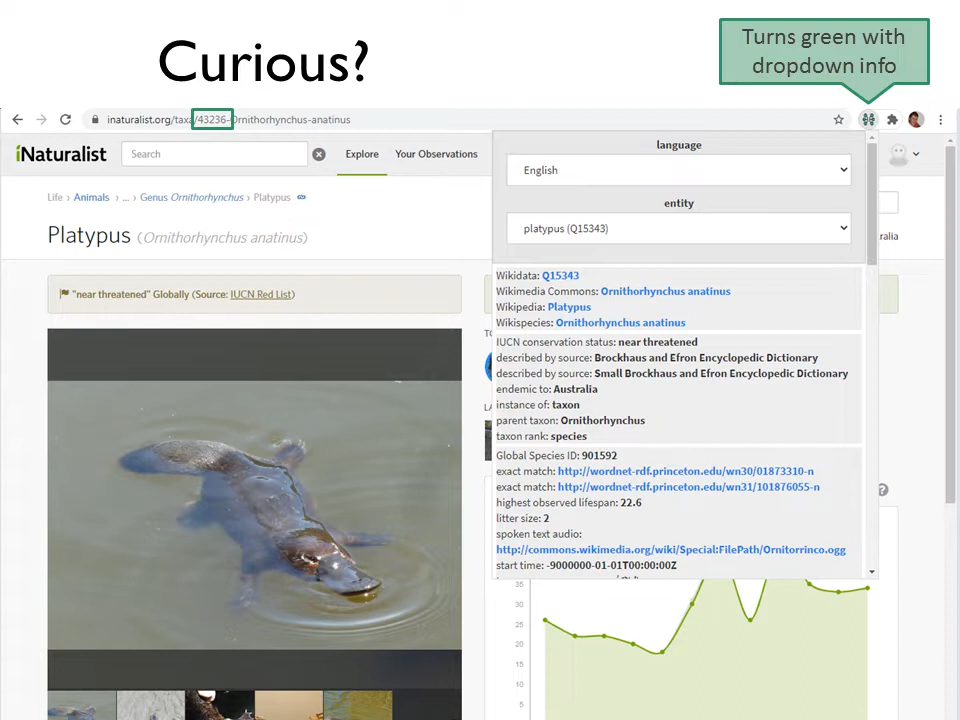 Curious?
Turns green with
dropdown info
inaturalist.org/taxa/43236-Ornithorhynchus-anatinus
iNaturalist
Search
Explore
Your Observations
Life › Animals › ... › Genus Ornithorhynchus › Platypus
Platypus (Ornithorhynchus anatinus)
"near threatened" Globally (Source: IUCN Red List)
language
English
entity
platypus (Q15343)
Wikidata: Q15343
Wikimedia Commons: Ornithorhynchus anatinus
Wikipedia: Platypus
Wikispecies: Ornithorhynchus anatinus
IUCN conservation status: near threatened
described by source: Brockhaus and Efron Encyclopedic Dictionary
described by source: Small Brockhaus and Efron Encyclopedic Dictionary
endemic to: Australia
instance of: taxon
parent taxon: Ornithorhynchus
taxon rank: species
Global Species ID: 901592
exact match: http://wordnet-rdf.princeton.edu/wn30/01873310-n
exact match: http://wordnet-rdf.princeton.edu/wn31/101876055-n
highest observed lifespan: 22.6
litter size: 2
spoken text audio:
http://commons.wikimedia.org/wiki/Special:FilePath/Ornitorrinco.ogg
start time: -9000000-01-01T00:00:00Z
35
30
25
20
15
10
5